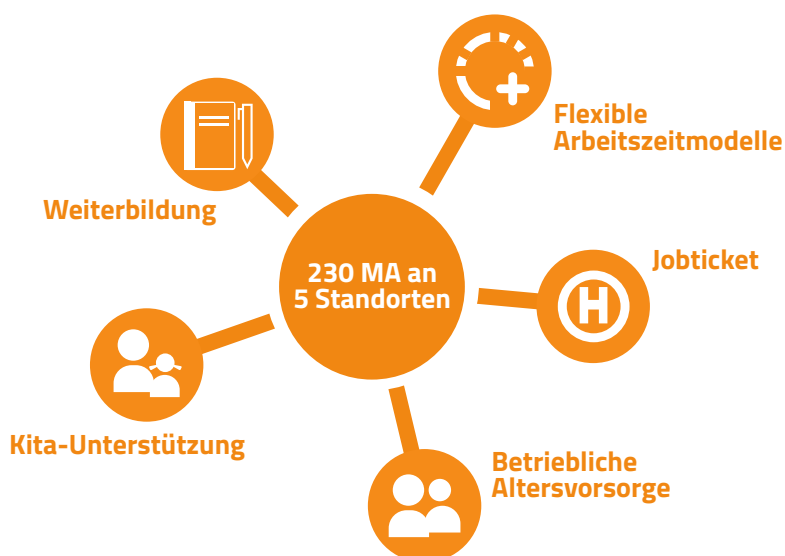 Flexible
Arbeitszeitmodelle
Weiterbildung
230 MA an
5 Standorten
Jobticket
H
Kita-Unterstützung
Betriebliche
Altersvorsorge